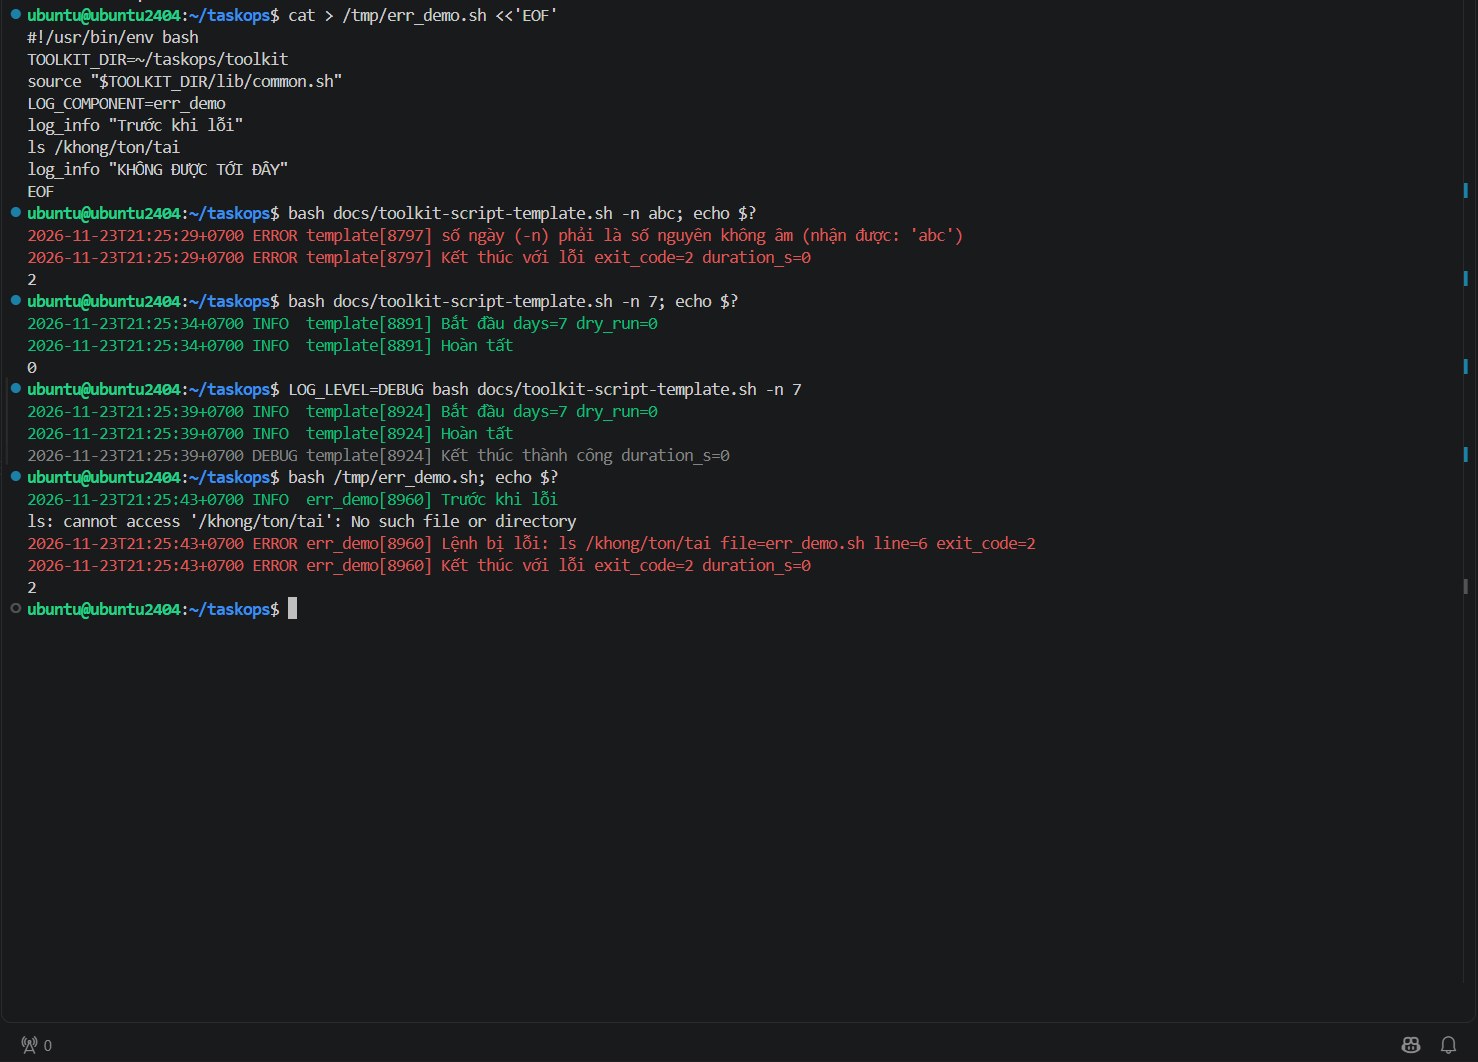 ubuntu@ubuntu2404:~/taskops$ cat > /tmp/err_demo.sh <<'EOF'
#!/usr/bin/env bash
TOOLKIT_DIR=~/taskops/toolkit
source "$TOOLKIT_DIR/lib/common.sh"
LOG_COMPONENT=err_demo
log_info "Trước khi lỗi"
ls /khong/ton/tai
log_info "KHÔNG ĐƯỢC TỚI ĐÂY"
EOF
ubuntu@ubuntu2404:~/taskops$ bash docs/toolkit-script-template.sh -n abc; echo $?
2026-11-23T21:25:29+0700 ERROR template[8797] số ngày (-n) phải là số nguyên không âm (nhận được: 'abc')
2026-11-23T21:25:29+0700 ERROR template[8797] Kết thúc với lỗi exit_code=2 duration_s=0
2
ubuntu@ubuntu2404:~/taskops$ bash docs/toolkit-script-template.sh -n 7; echo $?
2026-11-23T21:25:34+0700 INFO  template[8891] Bắt đầu days=7 dry_run=0
2026-11-23T21:25:34+0700 INFO  template[8891] Hoàn tất
0
ubuntu@ubuntu2404:~/taskops$ LOG_LEVEL=DEBUG bash docs/toolkit-script-template.sh -n 7
2026-11-23T21:25:39+0700 INFO  template[8924] Bắt đầu days=7 dry_run=0
2026-11-23T21:25:39+0700 INFO  template[8924] Hoàn tất
2026-11-23T21:25:39+0700 DEBUG template[8924] Kết thúc thành công duration_s=0
ubuntu@ubuntu2404:~/taskops$ bash /tmp/err_demo.sh; echo $?
2026-11-23T21:25:43+0700 INFO  err_demo[8960] Trước khi lỗi
ls: cannot access '/khong/ton/tai': No such file or directory
2026-11-23T21:25:43+0700 ERROR err_demo[8960] Lệnh bị lỗi: ls /khong/ton/tai file=err_demo.sh line=6 exit_code=2
2026-11-23T21:25:43+0700 ERROR err_demo[8960] Kết thúc với lỗi exit_code=2 duration_s=0
2
ubuntu@ubuntu2404:~/taskops$
0